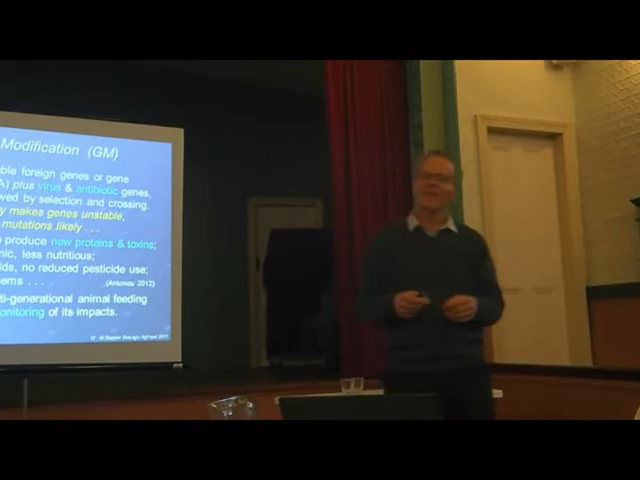 Modification (GM)
ble foreign genes or gene
A) plus virus & antibiotic genes,
wed by selection and crossing.
y makes genes unstable,
mutations likely . . .
o produce new proteins & toxins;
nic, less nutritious;
lds, no reduced pesticide use;
ems . . . (Antoniou 2012)
ti-generational animal feeding
onitoring of its impacts.